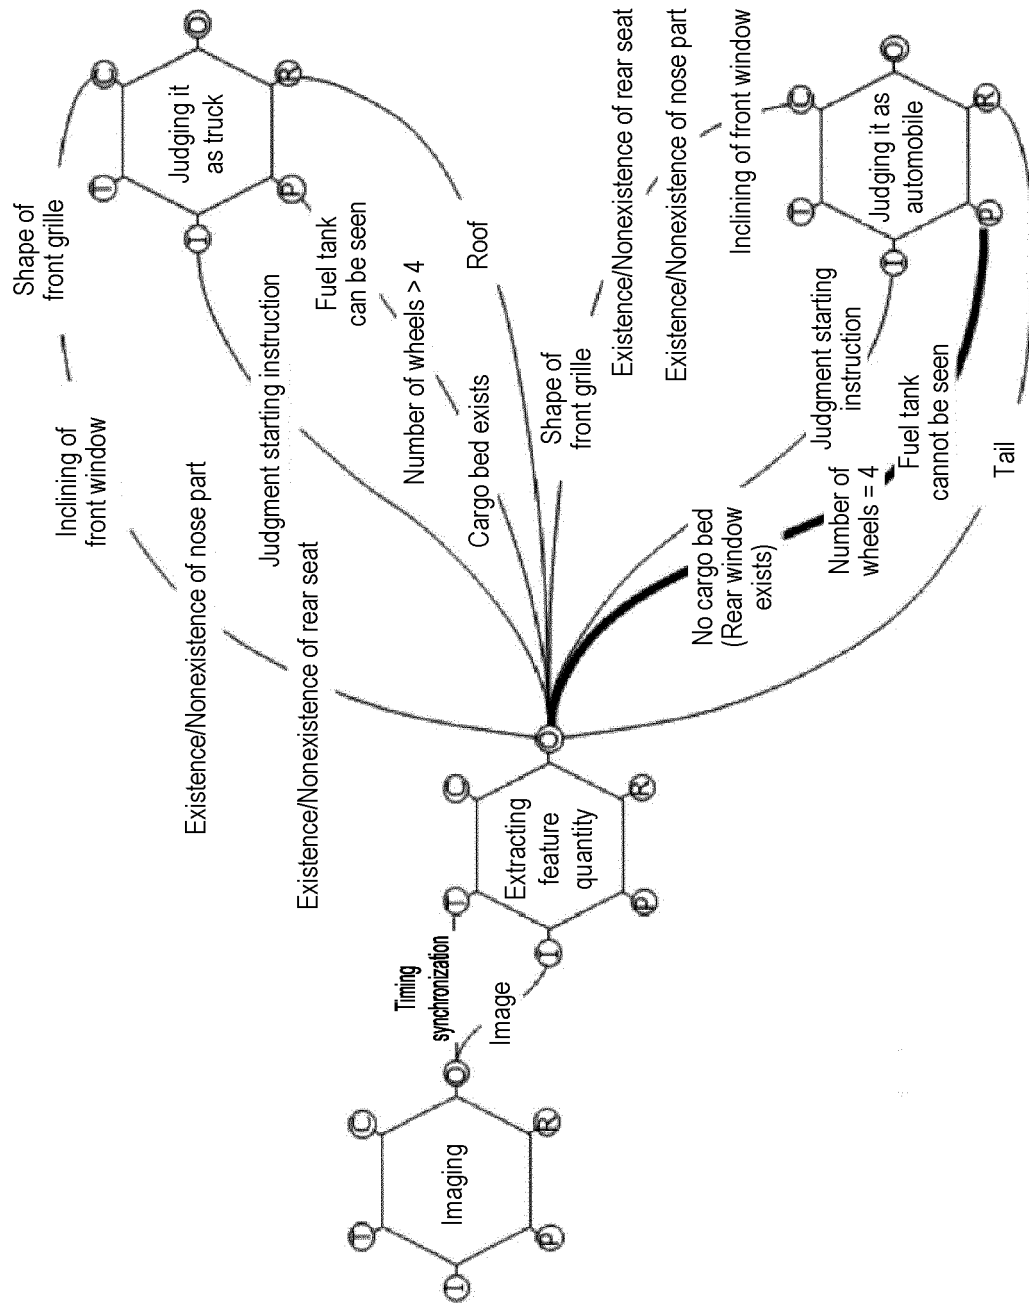 Imaging
I
T
C
O
P
R
Timing
synchronization
Image
Extracting
feature
quantity
I
T
C
O
P
R
Existence/Nonexistence of rear seat
Existence/Nonexistence of nose part
Inclining of
front window
Shape of
front grille
Judgment starting instruction
Fuel tank
can be seen
Number of wheels > 4
Cargo bed exists
Roof
Judging it
as truck
I
T
C
O
P
R
Shape of
front grille
Existence/Nonexistence of rear seat
Existence/Nonexistence of nose part
Inclining of front window
Judgment starting
instruction
No cargo bed
(Rear window
exists)
Number of
wheels = 4
Fuel tank
cannot be seen
Tail
Judging it as
automobile
I
T
C
O
P
R